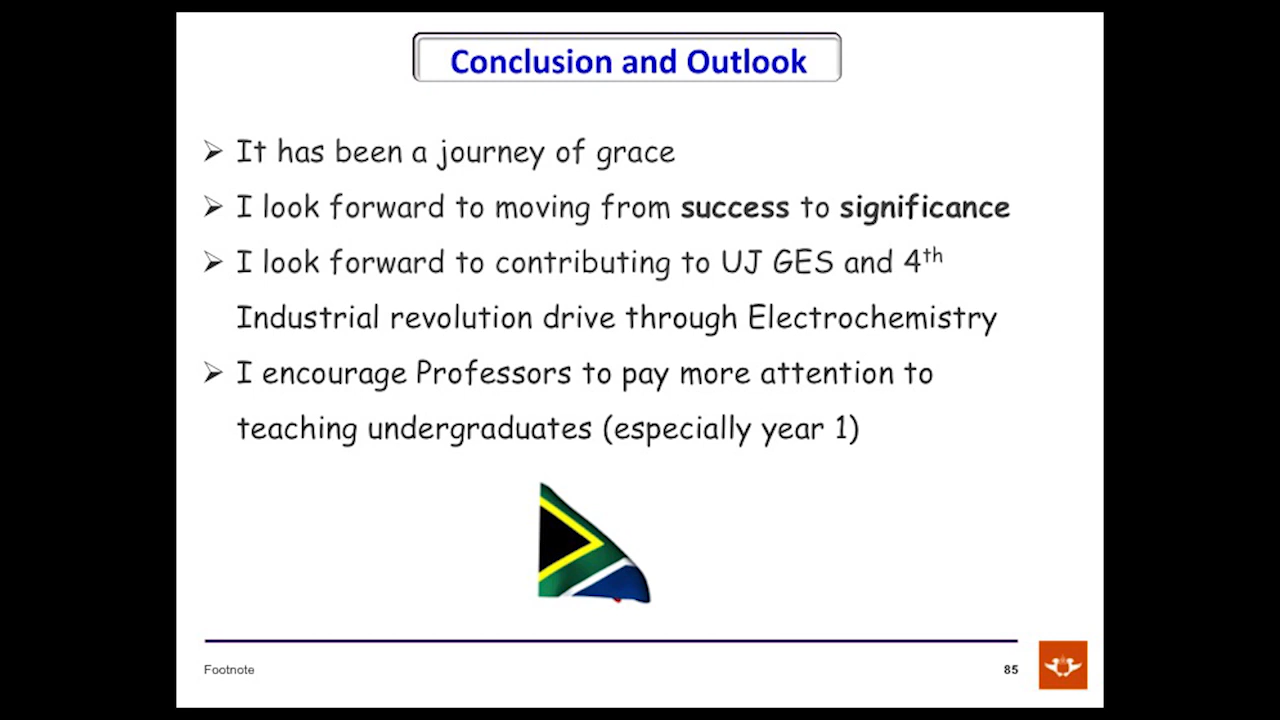 Conclusion and Outlook
➢ It has been a journey of grace
➢ I look forward to moving from success to significance
➢ I look forward to contributing to UJ GES and 4th
Industrial revolution drive through Electrochemistry
➢ I encourage Professors to pay more attention to
teaching undergraduates (especially year 1)
Footnote
85